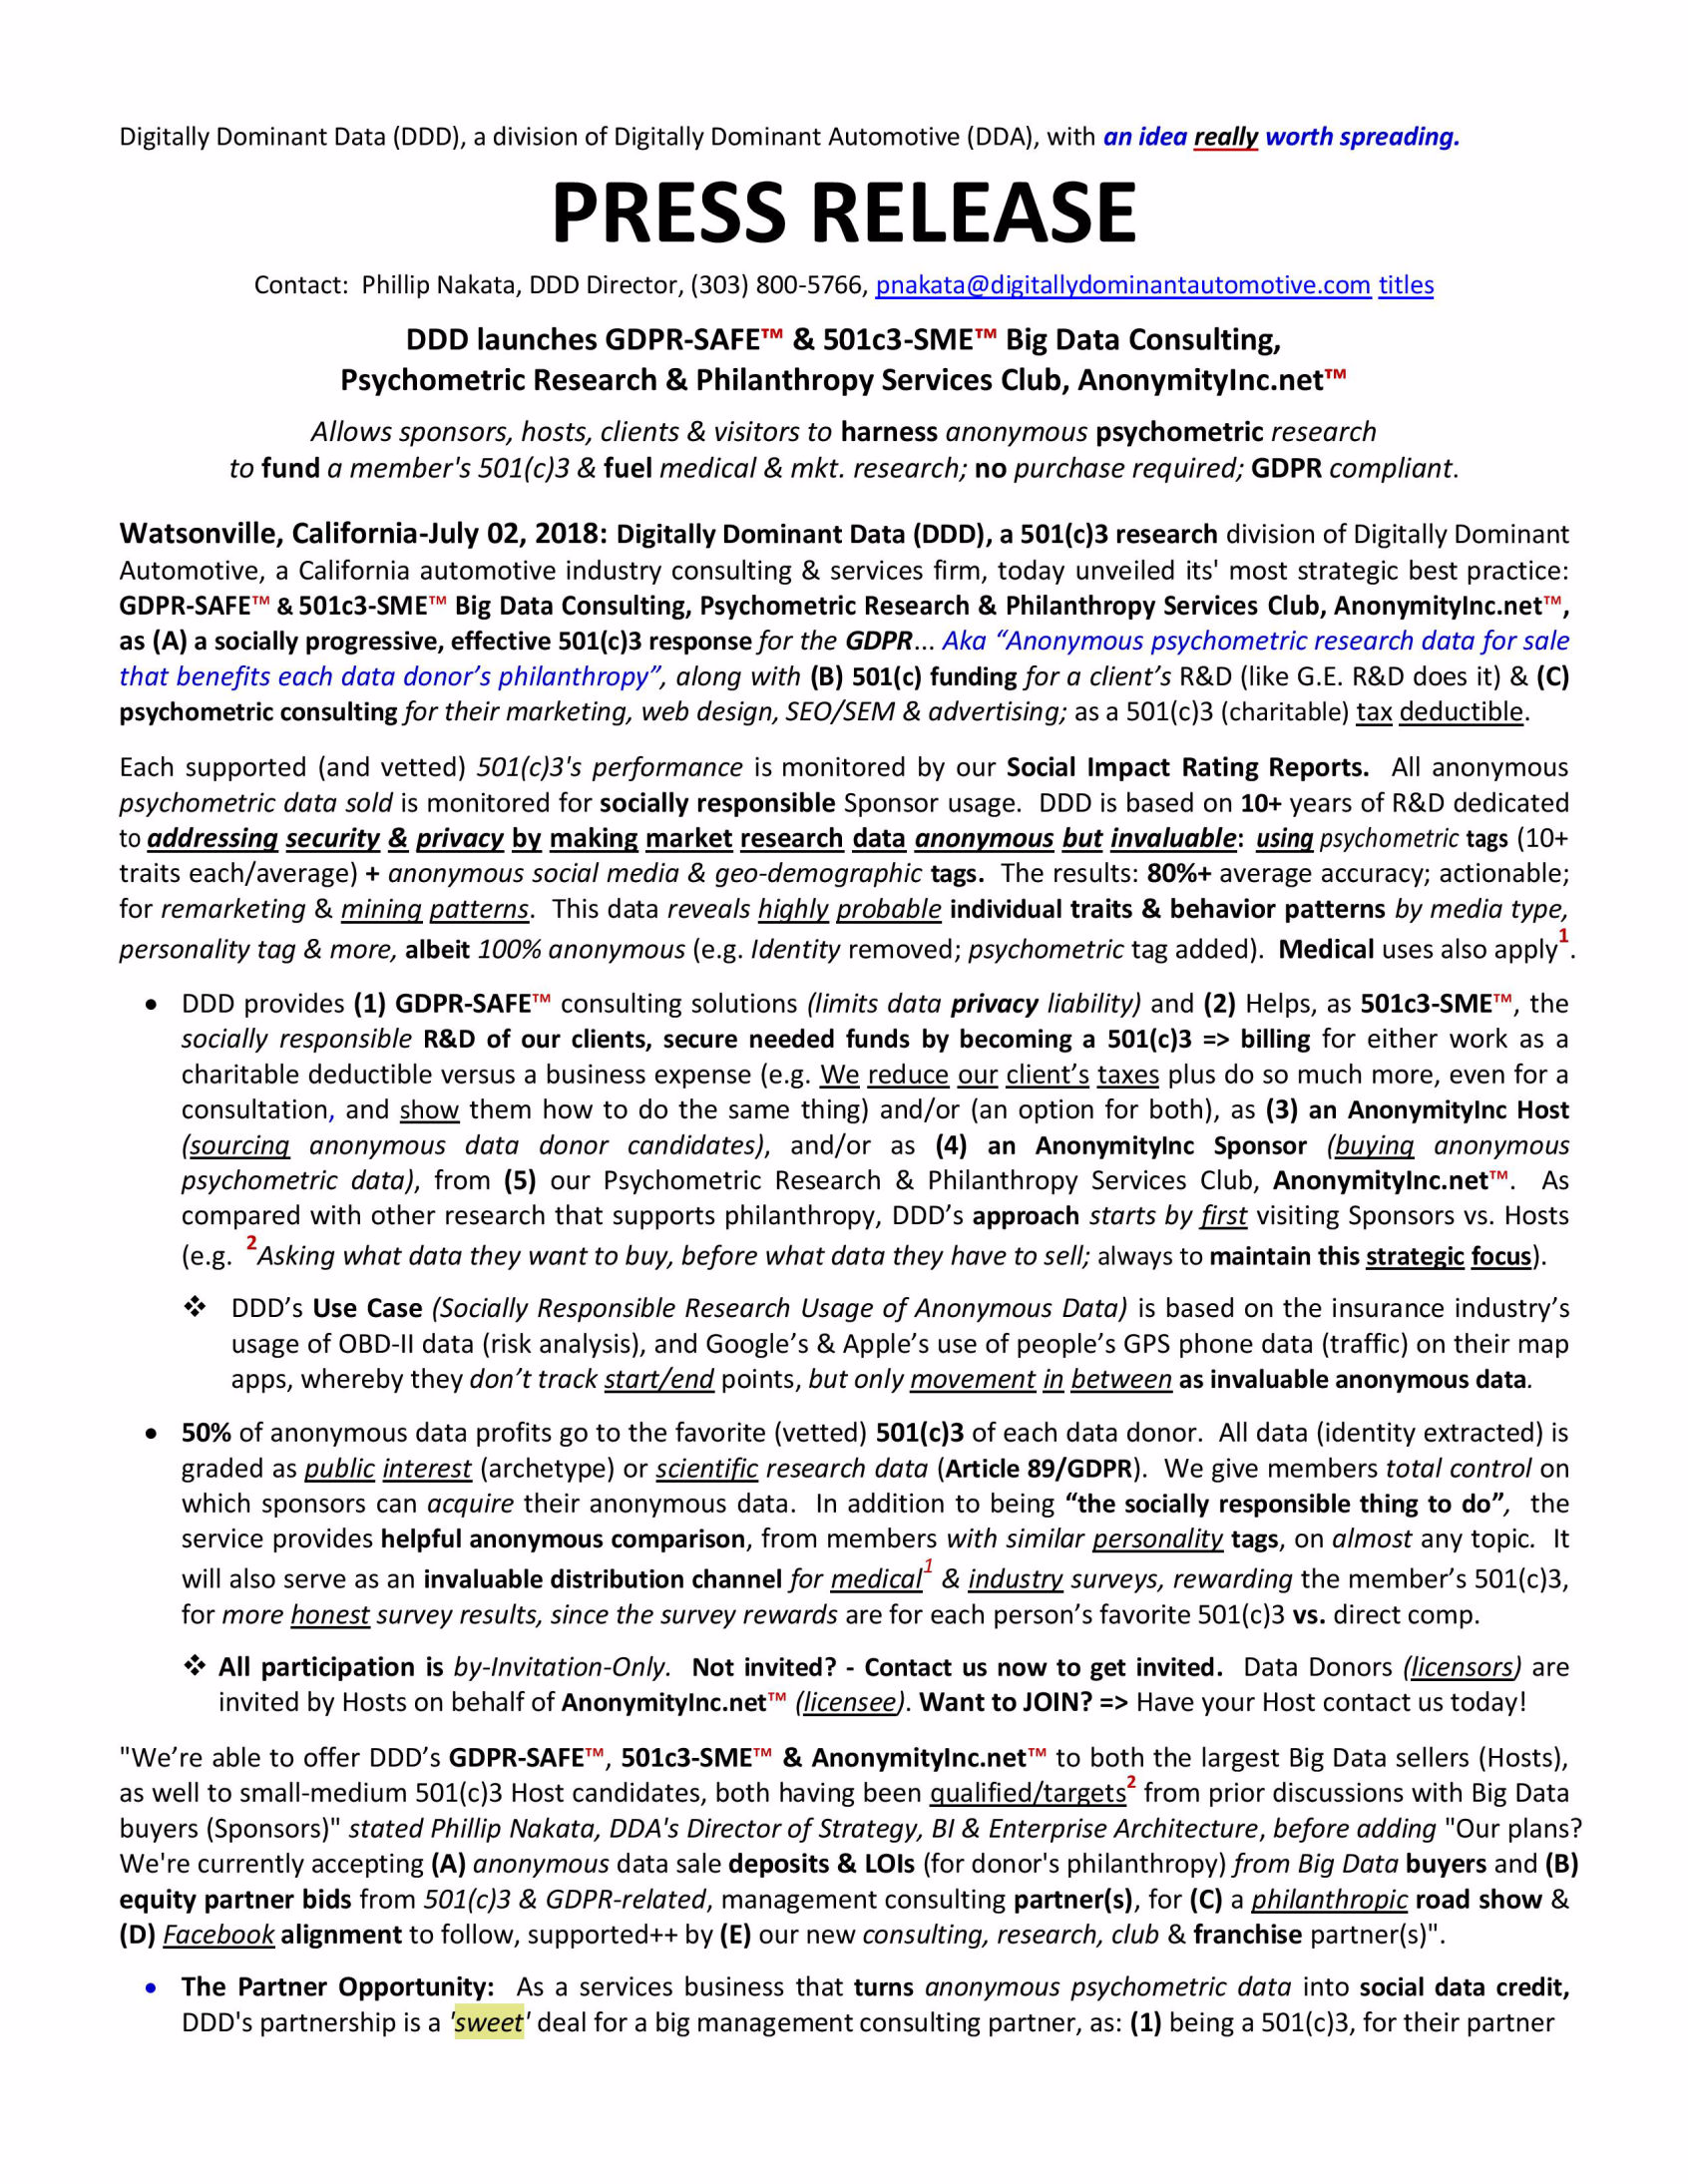 Digitally Dominant Data (DDD), a division of Digitally Dominant Automotive (DDA), with an idea really worth spreading.
PRESS RELEASE
Contact: Phillip Nakata, DDD Director, (303) 800-5766, pnakata@digitallydominantautomotive.com titles
DDD launches GDPR-SAFE™ & 501c3-SME™ Big Data Consulting,
Psychometric Research & Philanthropy Services Club, AnonymityInc.net™
Allows sponsors, hosts, clients & visitors to harness anonymous psychometric research
to fund a member's 501(c)3 & fuel medical & mkt. research; no purchase required; GDPR compliant.
Watsonville, California-July 02, 2018: Digitally Dominant Data (DDD), a 501(c)3 research division of Digitally Dominant
Automotive, a California automotive industry consulting & services firm, today unveiled its' most strategic best practice:
GDPR-SAFE™ & 501c3-SME™ Big Data Consulting, Psychometric Research & Philanthropy Services Club, AnonymityInc.net™,
as (A) a socially progressive, effective 501(c)3 response for the GDPR... Aka “Anonymous psychometric research data for sale
that benefits each data donor’s philanthropy”, along with (B) 501(c) funding for a client’s R&D (like G.E. R&D does it) & (C)
psychometric consulting for their marketing, web design, SEO/SEM & advertising; as a 501(c)3 (charitable) tax deductible.
Each supported (and vetted) 501(c)3's performance is monitored by our Social Impact Rating Reports. All anonymous
psychometric data sold is monitored for socially responsible Sponsor usage. DDD is based on 10+ years of R&D dedicated
to addressing security & privacy by making market research data anonymous but invaluable: using psychometric tags (10+
traits each/average) + anonymous social media & geo-demographic tags. The results: 80%+ average accuracy; actionable;
for remarketing & mining patterns. This data reveals highly probable individual traits & behavior patterns by media type,
personality tag & more, albeit 100% anonymous (e.g. Identity removed; psychometric tag added). Medical uses also apply1.
• DDD provides (1) GDPR-SAFE™ consulting solutions (limits data privacy liability) and (2) Helps, as 501c3-SME™, the
socially responsible R&D of our clients, secure needed funds by becoming a 501(c)3 => billing for either work as a
charitable deductible versus a business expense (e.g. We reduce our client’s taxes plus do so much more, even for a
consultation, and show them how to do the same thing) and/or (an option for both), as (3) an AnonymityInc Host
(sourcing anonymous data donor candidates), and/or as (4) an AnonymityInc Sponsor (buying anonymous
psychometric data), from (5) our Psychometric Research & Philanthropy Services Club, AnonymityInc.net™. As
compared with other research that supports philanthropy, DDD’s approach starts by first visiting Sponsors vs. Hosts
(e.g. 2Asking what data they want to buy, before what data they have to sell; always to maintain this strategic focus).
❖ DDD’s Use Case (Socially Responsible Research Usage of Anonymous Data) is based on the insurance industry’s
usage of OBD-II data (risk analysis), and Google’s & Apple’s use of people’s GPS phone data (traffic) on their map
apps, whereby they don’t track start/end points, but only movement in between as invaluable anonymous data.
• 50% of anonymous data profits go to the favorite (vetted) 501(c)3 of each data donor. All data (identity extracted) is
graded as public interest (archetype) or scientific research data (Article 89/GDPR). We give members total control on
which sponsors can acquire their anonymous data. In addition to being “the socially responsible thing to do”, the
service provides helpful anonymous comparison, from members with similar personality tags, on almost any topic. It
will also serve as an invaluable distribution channel for medical1 & industry surveys, rewarding the member’s 501(c)3,
for more honest survey results, since the survey rewards are for each person’s favorite 501(c)3 vs. direct comp.
❖ All participation is by-Invitation-Only. Not invited? - Contact us now to get invited. Data Donors (licensors) are
invited by Hosts on behalf of AnonymityInc.net™ (licensee). Want to JOIN? => Have your Host contact us today!
"We’re able to offer DDD’s GDPR-SAFE™, 501c3-SME™ & AnonymityInc.net™ to both the largest Big Data sellers (Hosts),
as well to small-medium 501(c)3 Host candidates, both having been qualified/targets2 from prior discussions with Big Data
buyers (Sponsors)" stated Phillip Nakata, DDA's Director of Strategy, BI & Enterprise Architecture, before adding "Our plans?
We're currently accepting (A) anonymous data sale deposits & LOIs (for donor's philanthropy) from Big Data buyers and (B)
equity partner bids from 501(c)3 & GDPR-related, management consulting partner(s), for (C) a philanthropic road show &
(D) Facebook alignment to follow, supported++ by (E) our new consulting, research, club & franchise partner(s)".
• The Partner Opportunity: As a services business that turns anonymous psychometric data into social data credit,
DDD's partnership is a 'sweet' deal for a big management consulting partner, as: (1) being a 501(c)3, for their partner